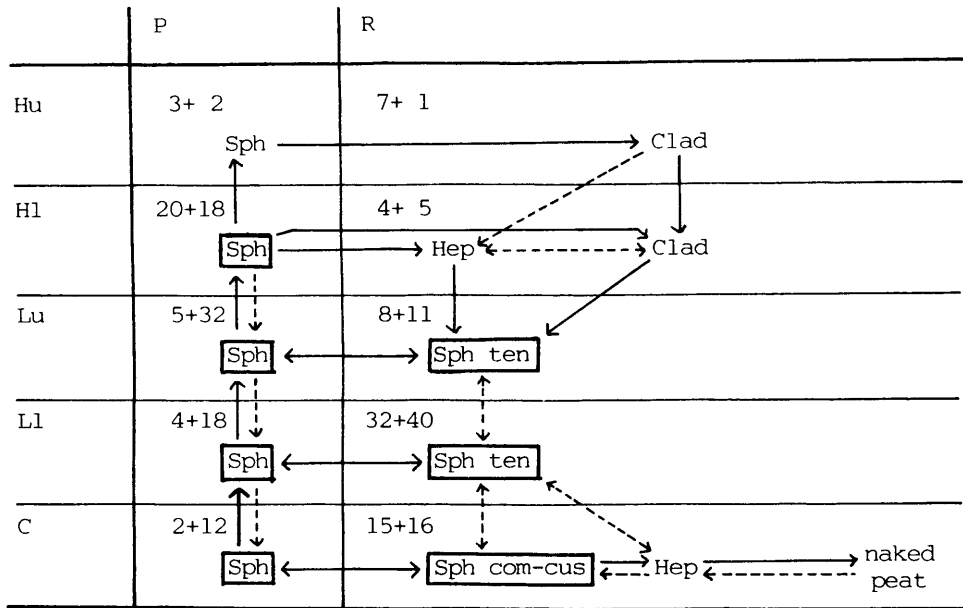 P R
Hu 3+ 2 7+ 1
Sph Clad
Hl 20+18 4+ 5
Sph Hep Clad
Lu 5+32 8+11
Sph Sph ten
Ll 4+18 32+40
Sph Sph ten
C 2+12 15+16
Sph Sph com-cus Hep naked
peat